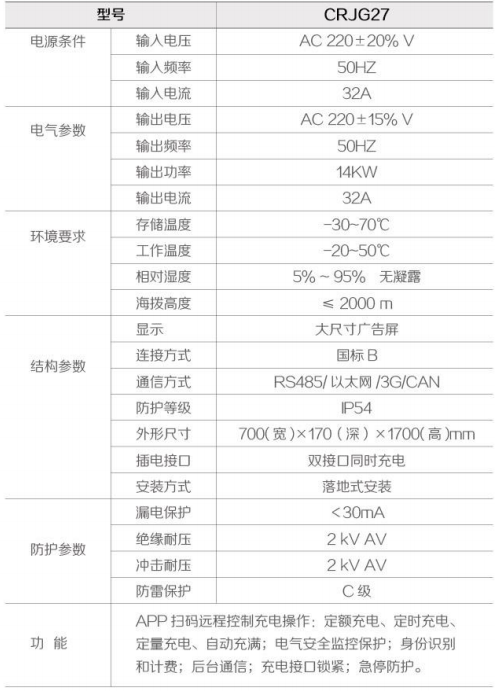 型号 CRJG27
电源条件 输入电压 AC 220±20% V
输入频率 50HZ
输入电流 32A
电气参数 输出电压 AC 220±15% V
输出频率 50HZ
输出功率 14KW
输出电流 32A
环境要求 存储温度 -30~70℃
工作温度 -20~50℃
相对湿度 5% ~ 95% 无凝露
海拨高度 ≤ 2000 m
结构参数 显示 大尺寸广告屏
连接方式 国标 B
通信方式 RS485/ 以太网 /3G/CAN
防护等级 IP54
外形尺寸 700( 宽 )×170（深）×1700( 高 )mm
插电接口 双接口同时充电
安装方式 落地式安装
防护参数 漏电保护 <30mA
绝缘耐压 2 kV AV
冲击耐压 2 kV AV
防雷保护 C 级
功能 APP 扫码远程控制充电操作：定额充电、定时充电、
定量充电、自动充满；电气安全监控保护；身份识别
和计费；后台通信；充电接口锁紧；急停防护。